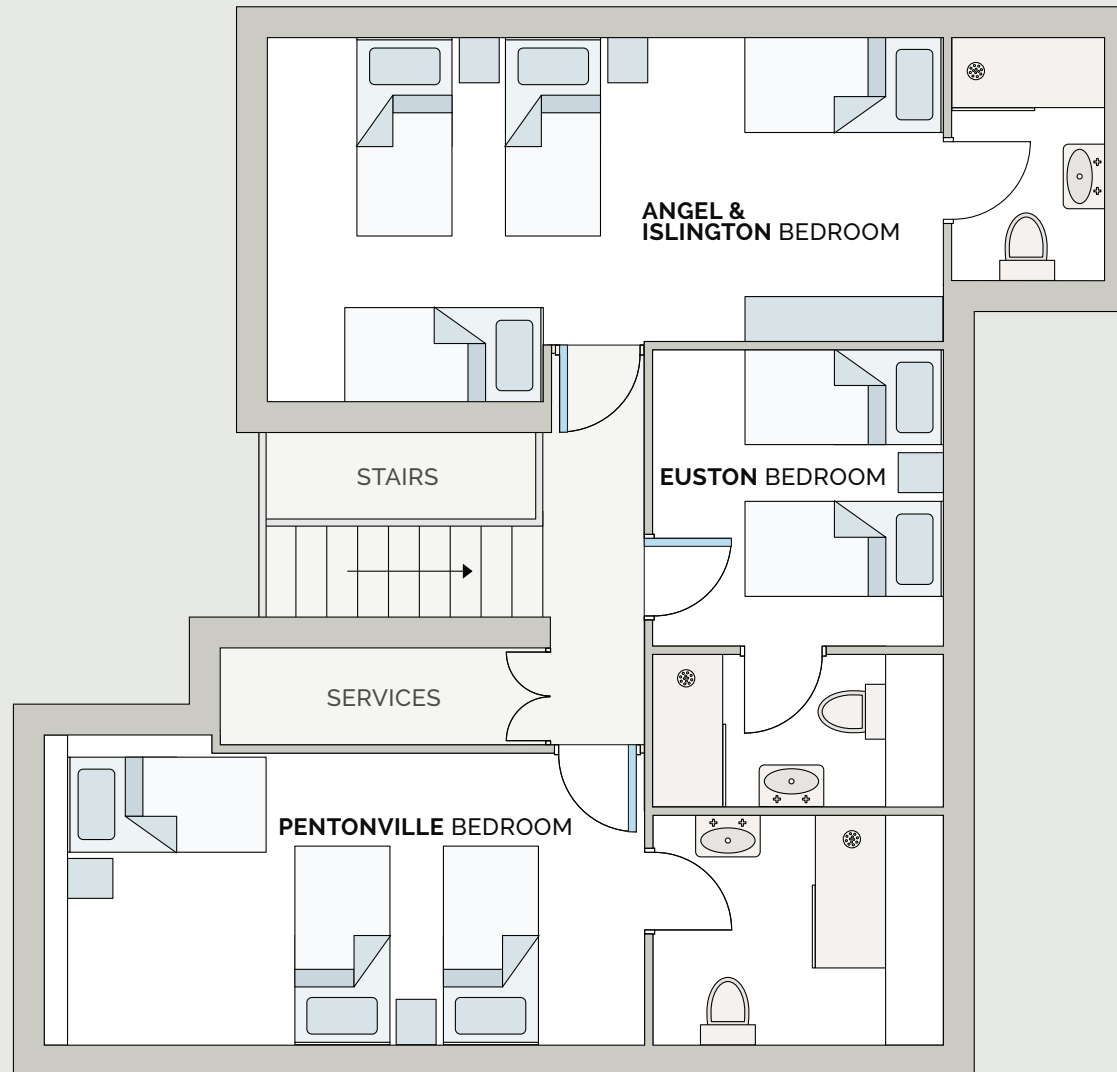 ANGEL &
ISLINGTON BEDROOM
STAIRS
EUSTON BEDROOM
SERVICES
PENTONVILLE BEDROOM